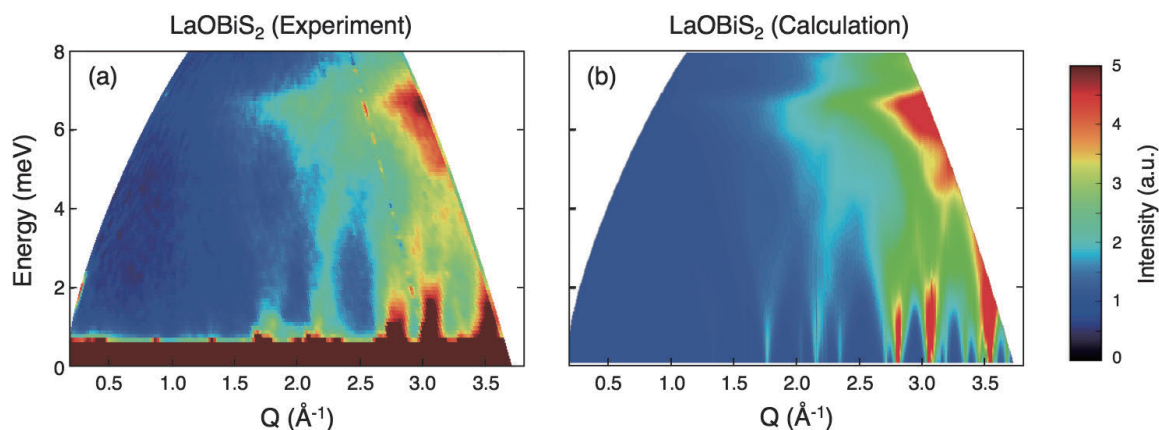 LaOBiS₂ (Experiment)
LaOBiS₂ (Calculation)
(a)
(b)
8
6
4
2
0
Energy (meV)
0.5 1.0 1.5 2.0 2.5 3.0 3.5
Q (Å⁻¹)
0.5 1.0 1.5 2.0 2.5 3.0 3.5
Q (Å⁻¹)
5
4
3
2
1
0
Intensity (a.u.)